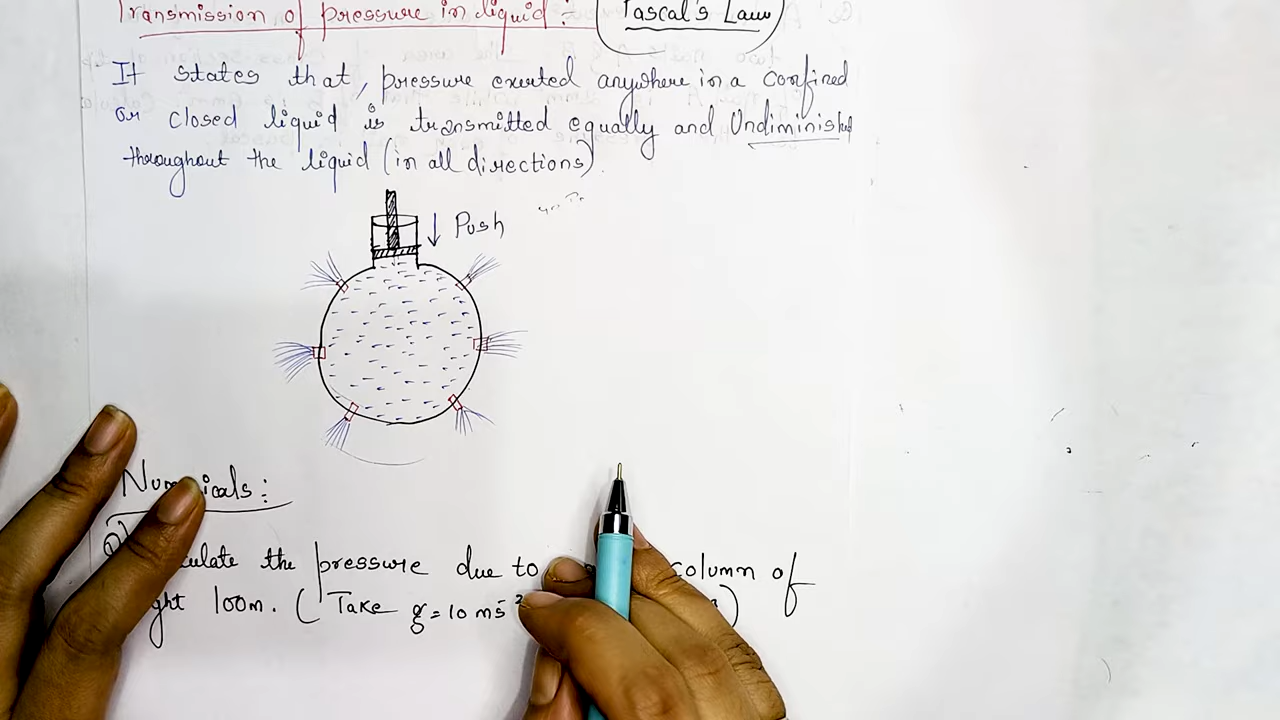 Transmission of pressure in liquid : Pascal's Law
It states that, pressure exerted anywhere in a confined
or closed liquid is transmitted equally and Undiminished
throughout the liquid (in all directions).
Push
Numericals :
the pressure due to column of
100m. ( Take g = 10 ms⁻² )